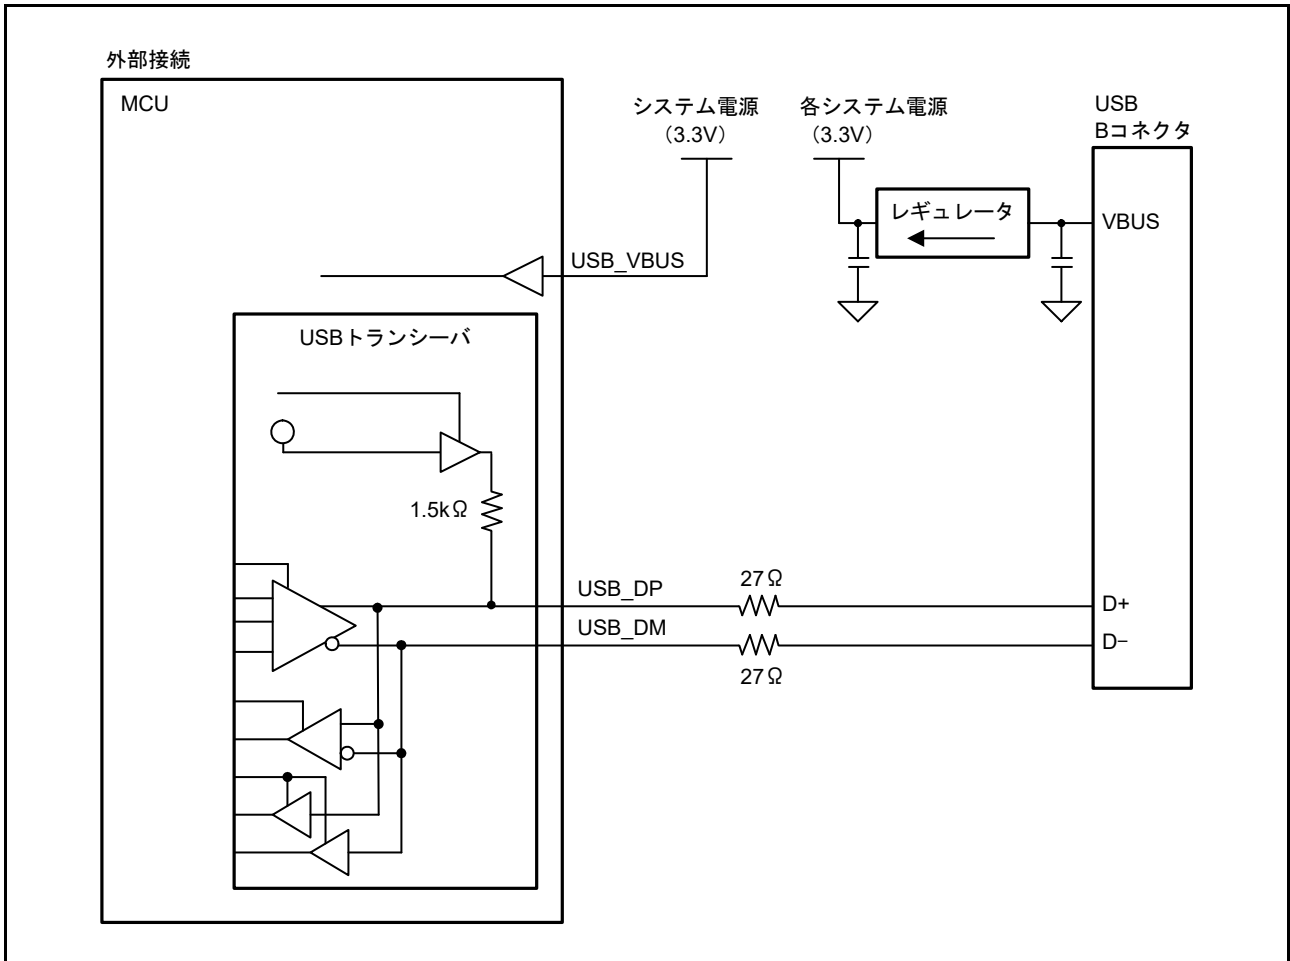 外部接続
MCU
システム電源
（3.3V）
各システム電源
（3.3V）
USB
Bコネクタ
レギュレータ
VBUS
USB_VBUS
USBトランシーバ
1.5kΩ
USB_DP
27Ω
D+
USB_DM
D−
27Ω